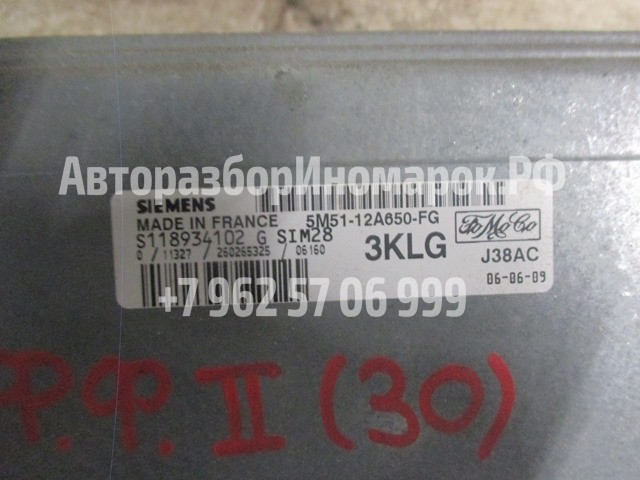 АвторазборИномарок.РФ
SIEMENS
MADE IN FRANCE 5M51-12A650-FG FoMoCo
S118934102 G SIM28 3KLG J38AC
0 / 11327 / 260265325 / 06160 06-06-09
+7 962 57 06 999
Ф.Ф. II (30)